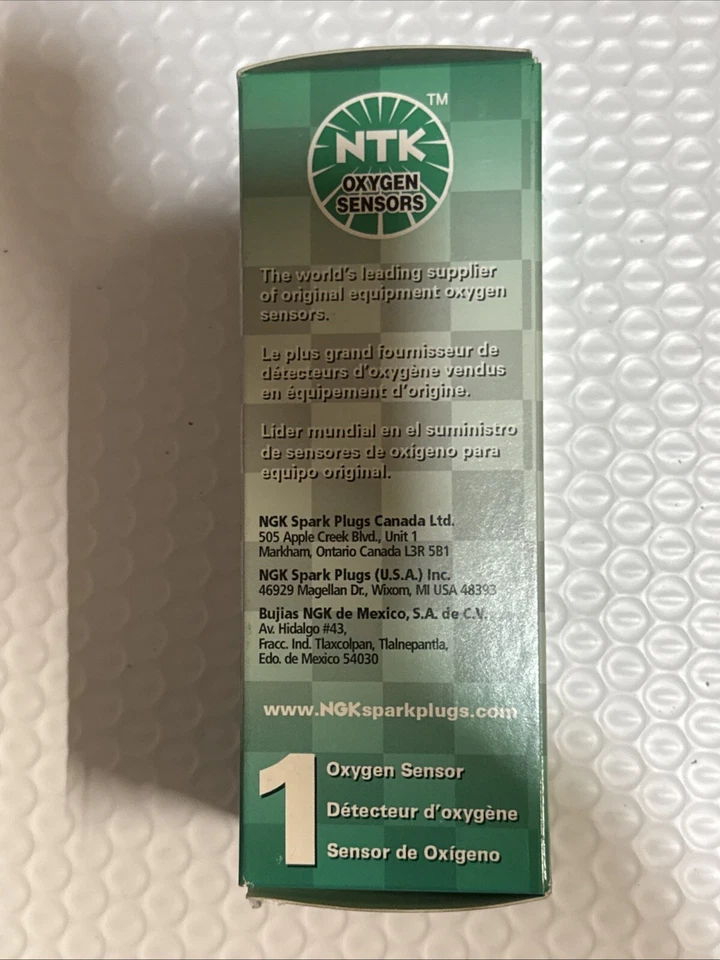 NTK
TM
OXYGEN
SENSORS
The world's leading supplier
of original equipment oxygen
sensors.
Le plus grand fournisseur de
détecteurs d'oxygène vendus
en équipement d'origine.
Lider mundial en el suministro
de sensores de oxigeno para
equipo original.
NGK Spark Plugs Canada Ltd.
505 Apple Creek Blvd., Unit 1
Markham, Ontario Canada L3R 5B1
NGK Spark Plugs (U.S.A.) Inc.
46929 Magellan Dr., Wixom, MI USA 48393
Bujias NGK de Mexico, S.A. de C.V.
Av. Hidalgo #43,
Fracc. Ind. Tlaxcolpan, Tlalnepantla,
Edo. de Mexico 54030
www.NGKsparkplugs.com
1
Oxygen Sensor
Détecteur d'oxygène
Sensor de Oxígeno